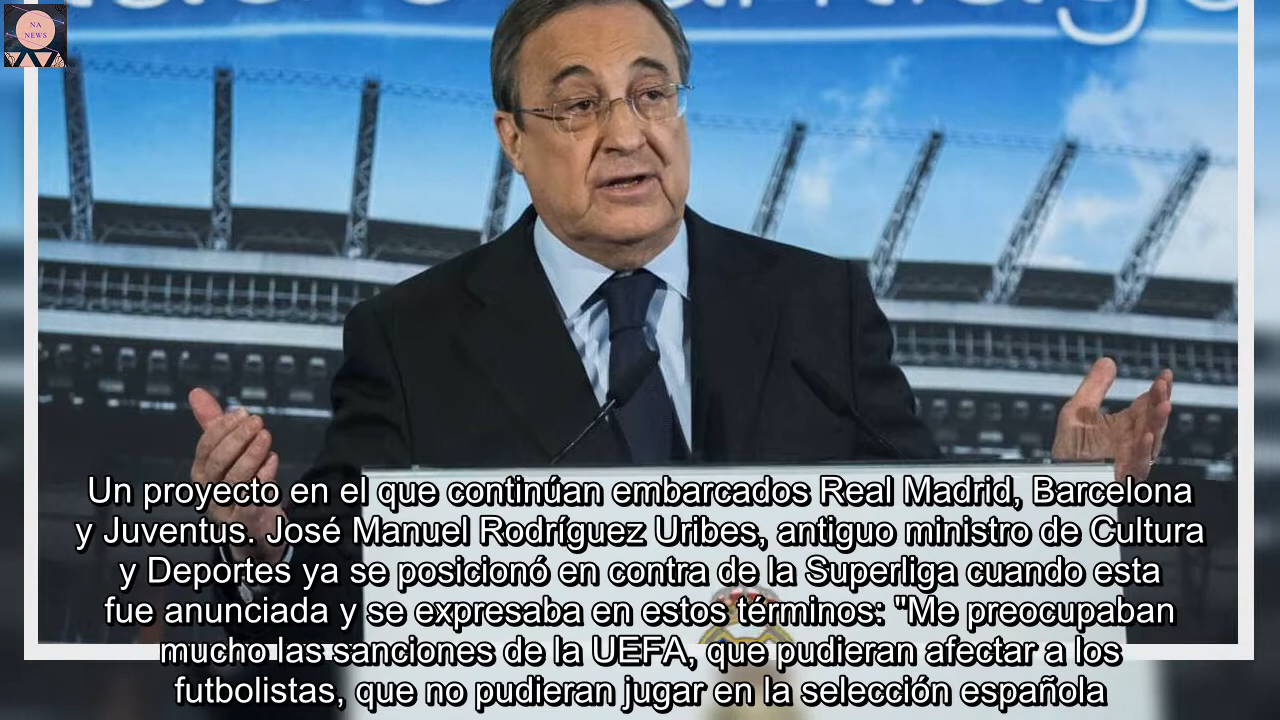 NA
NEWS
Un proyecto en el que continúan embarcados Real Madrid, Barcelona
y Juventus. José Manuel Rodríguez Uribes, antiguo ministro de Cultura
y Deportes ya se posicionó en contra de la Superliga cuando esta
fue anunciada y se expresaba en estos términos: "Me preocupaban
mucho las sanciones de la UEFA, que pudieran afectar a los
futbolistas, que no pudieran jugar en la selección española